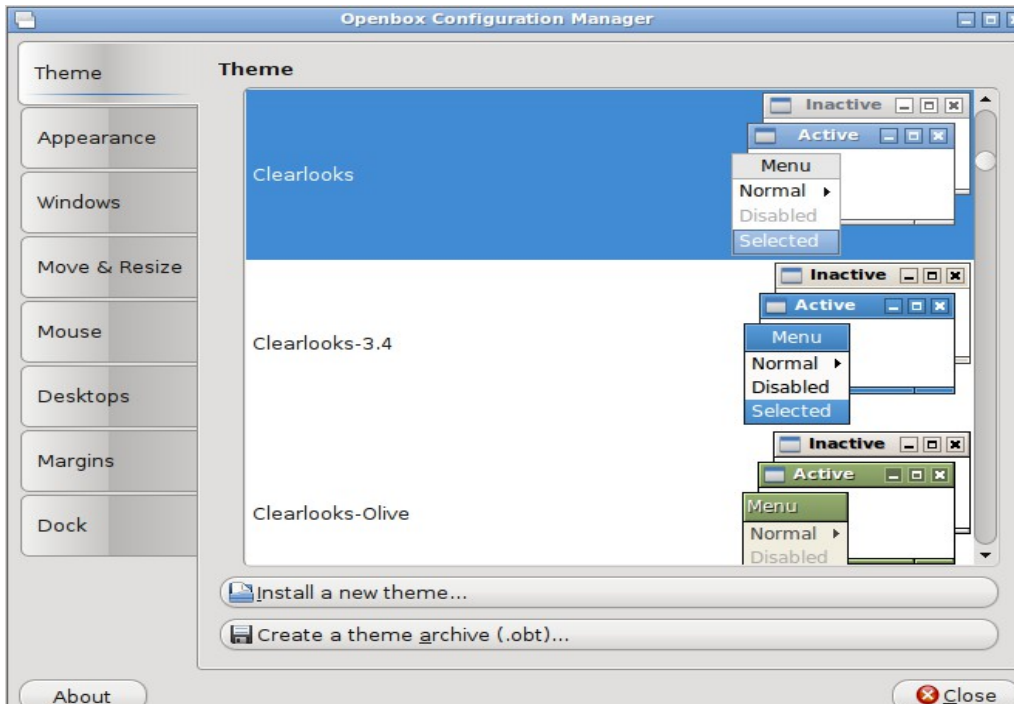 Openbox Configuration Manager
Theme
Appearance
Windows
Move & Resize
Mouse
Desktops
Margins
Dock
Theme
Clearlooks
Inactive
Active
Menu
Normal
Disabled
Selected
Clearlooks-3.4
Inactive
Active
Menu
Normal
Disabled
Selected
Clearlooks-Olive
Inactive
Active
Menu
Normal
Disabled
Install a new theme...
Create a theme archive (.obt)...
About
Close